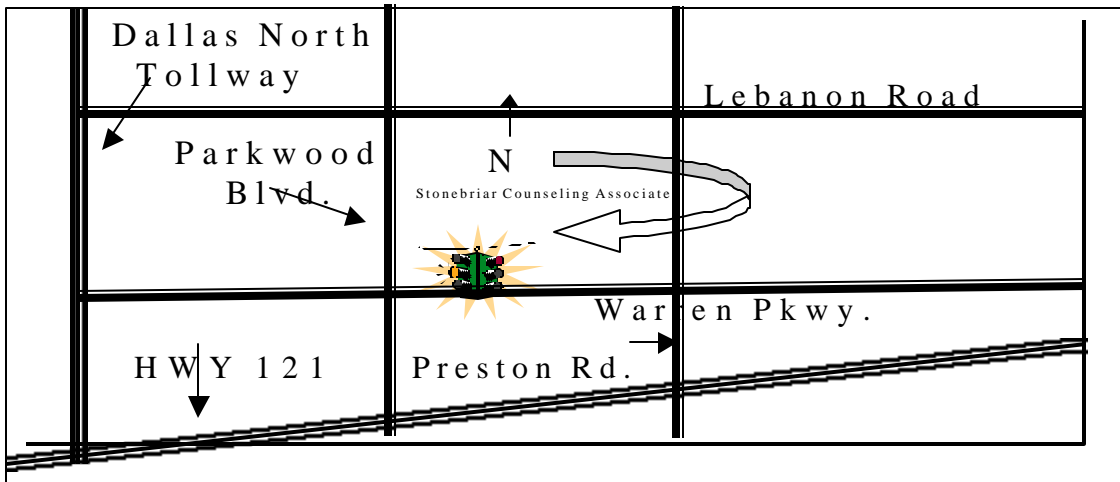 Dallas North
Tollway
Lebanon Road
Parkwood
Blvd.
N
Stonebriar Counseling Associate
Warren Pkwy.
HWY 121
Preston Rd.